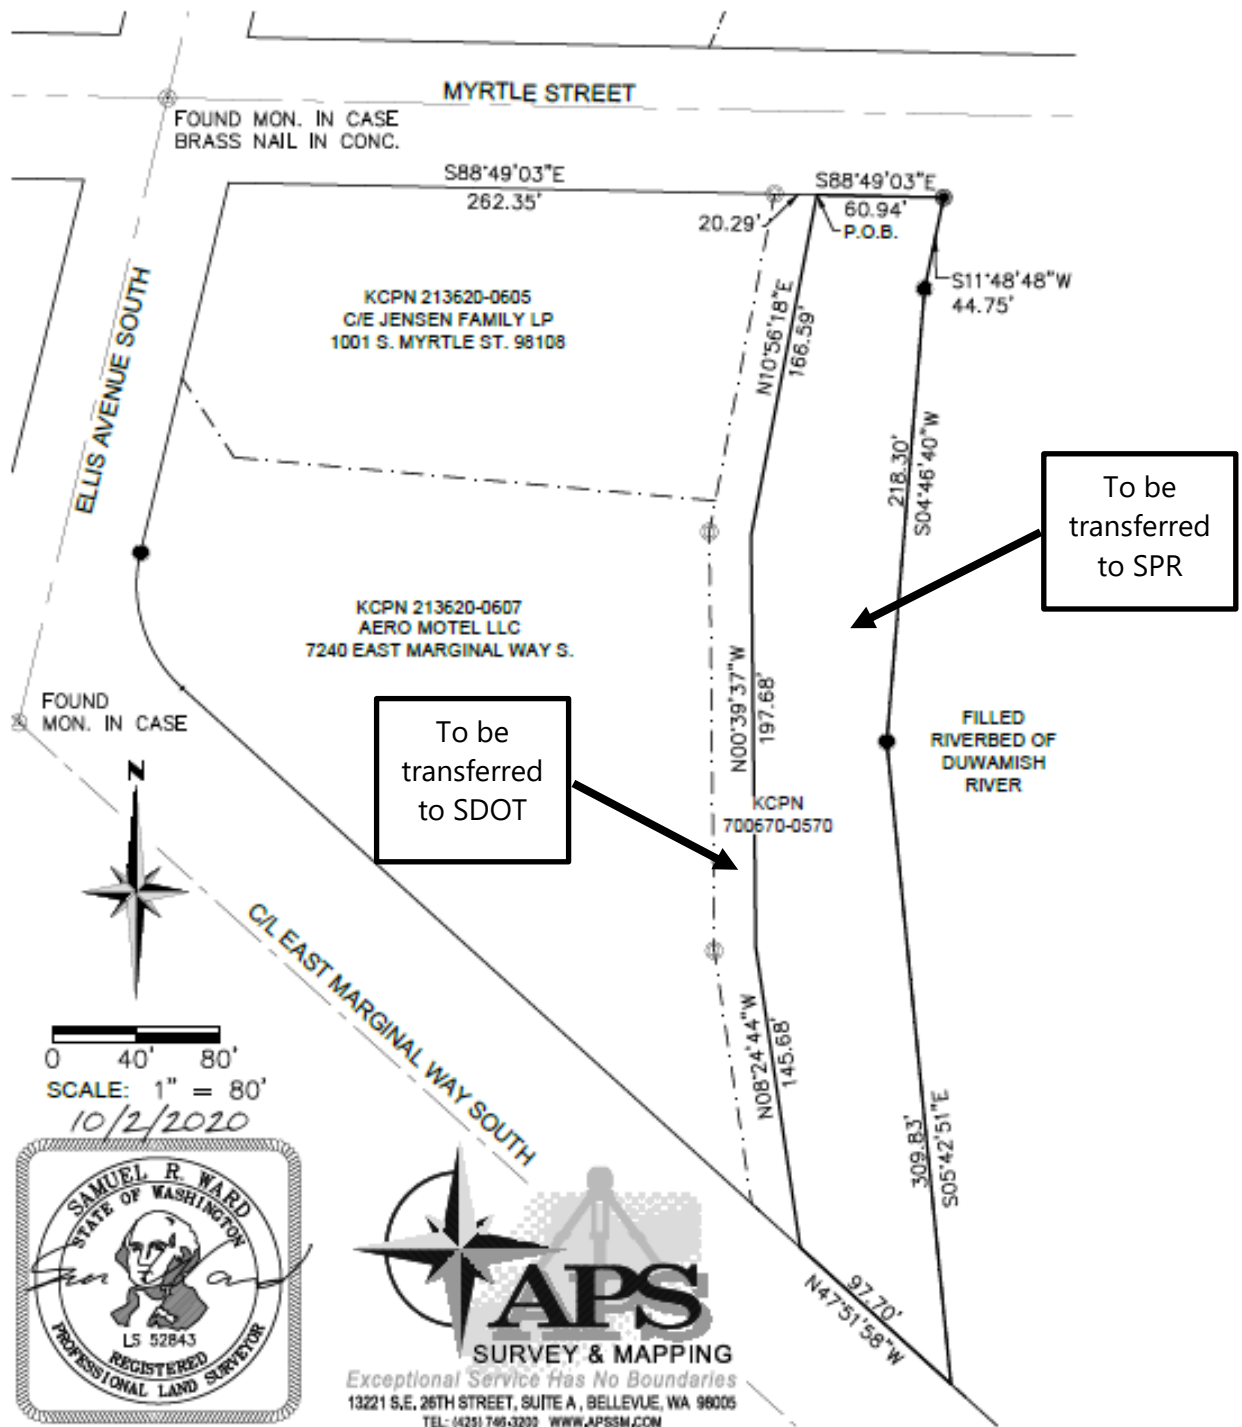 MYRTLE STREET
FOUND MON. IN CASE
BRASS NAIL IN CONC.
S88°49'03"E
262.35'
S88°49'03"E
60.94'
20.29'
P.O.B.
S11°48'48"W
44.75'
KCPN 213620-0605
C/E JENSEN FAMILY LP
1001 S. MYRTLE ST. 98108
ELLIS AVENUE SOUTH
N10°56'18"E
166.59'
218.30'
S04°46'40"W
To be
transferred
to SPR
KCPN 213620-0607
AERO MOTEL LLC
7240 EAST MARGINAL WAY S.
FOUND
MON. IN CASE
N00°39'37"W
197.68'
To be
transferred
to SDOT
FILLED
RIVERBED OF
DUWAMISH
RIVER
KCPN
700670-0570
N
C/L EAST MARGINAL WAY SOUTH
N08°24'44"W
145.68'
309.83'
S05°42'51"E
0 40' 80'
SCALE: 1" = 80'
10/2/2020
SAMUEL R. WARD
STATE OF WASHINGTON
LS 52843
REGISTERED
PROFESSIONAL LAND SURVEYOR
97.70'
N47°51'58"W
APS
SURVEY & MAPPING
Exceptional Service Has No Boundaries
13221 S.E. 26TH STREET, SUITE A, BELLEVUE, WA 98005
TEL: (425) 746-3200 WWW.APSSM.COM